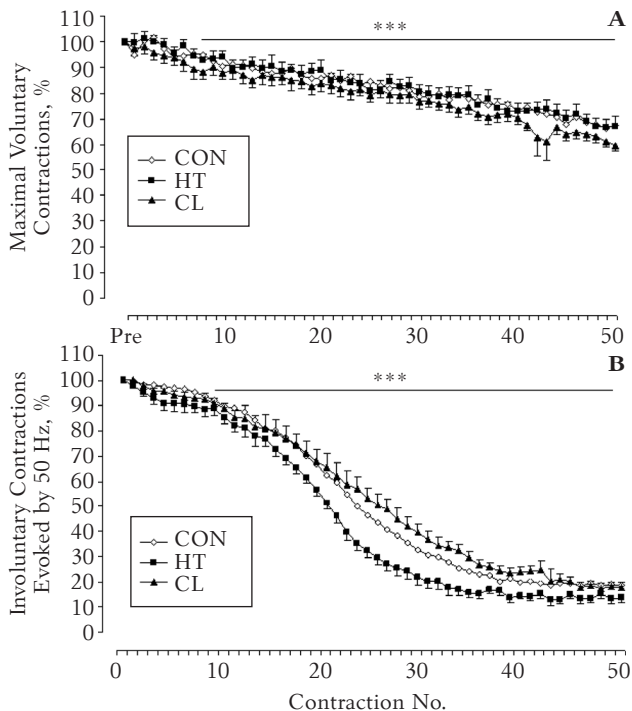 A
Maximal Voluntary
Contractions, %
110
100
90
80
70
60
50
40
30
20
10
0
***
CON
HT
CL
Pre 10 20 30 40 50
B
Involuntary Contractions
Evoked by 50 Hz, %
110
100
90
80
70
60
50
40
30
20
10
0
***
CON
HT
CL
0 10 20 30 40 50
Contraction No.